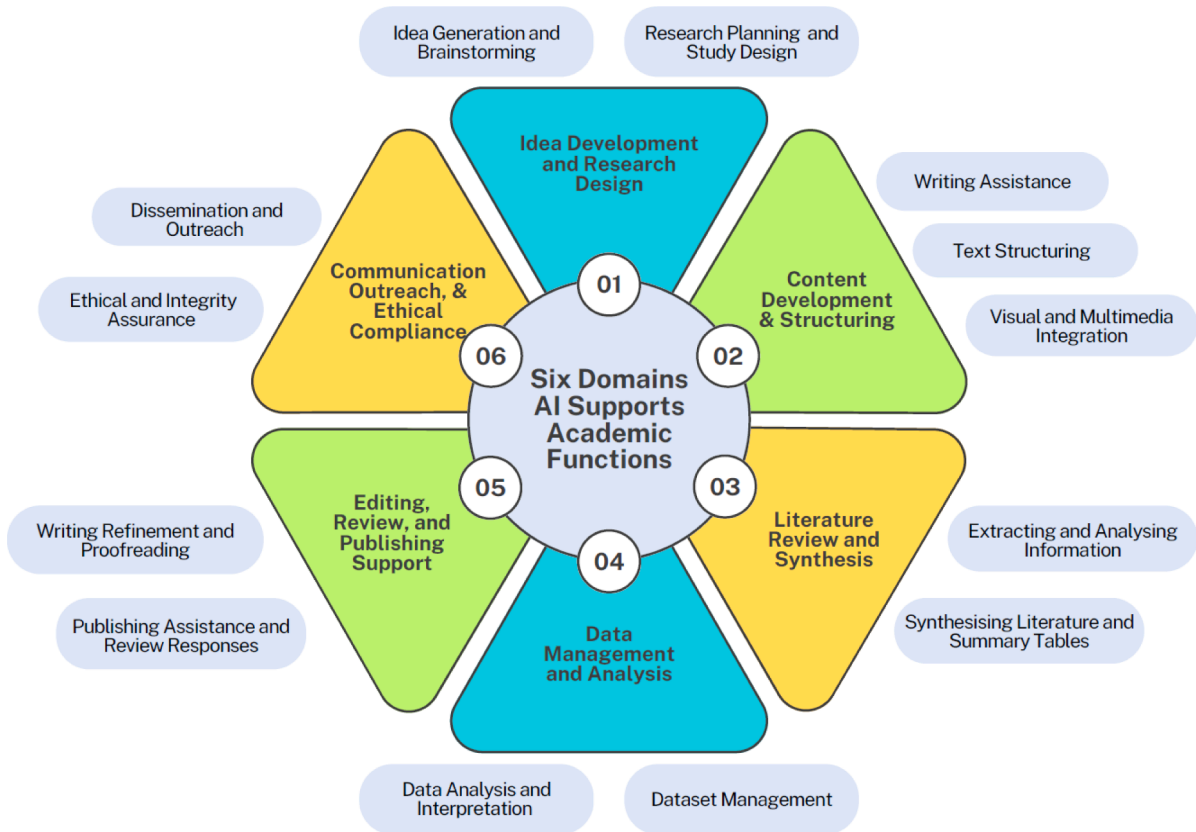 Idea Generation and
Brainstorming
Research Planning and
Study Design
Idea Development
and Research
Design
01
Writing Assistance
Text Structuring
Visual and Multimedia
Integration
Content
Development
& Structuring
02
Six Domains
AI Supports
Academic
Functions
03
Literature
Review and
Synthesis
Extracting and Analysing
Information
Synthesising Literature and
Summary Tables
04
Data
Management
and Analysis
Data Analysis and
Interpretation
Dataset Management
05
Editing,
Review, and
Publishing
Support
Writing Refinement and
Proofreading
Publishing Assistance and
Review Responses
06
Communication
Outreach, &
Ethical
Compliance
Dissemination and
Outreach
Ethical and Integrity
Assurance